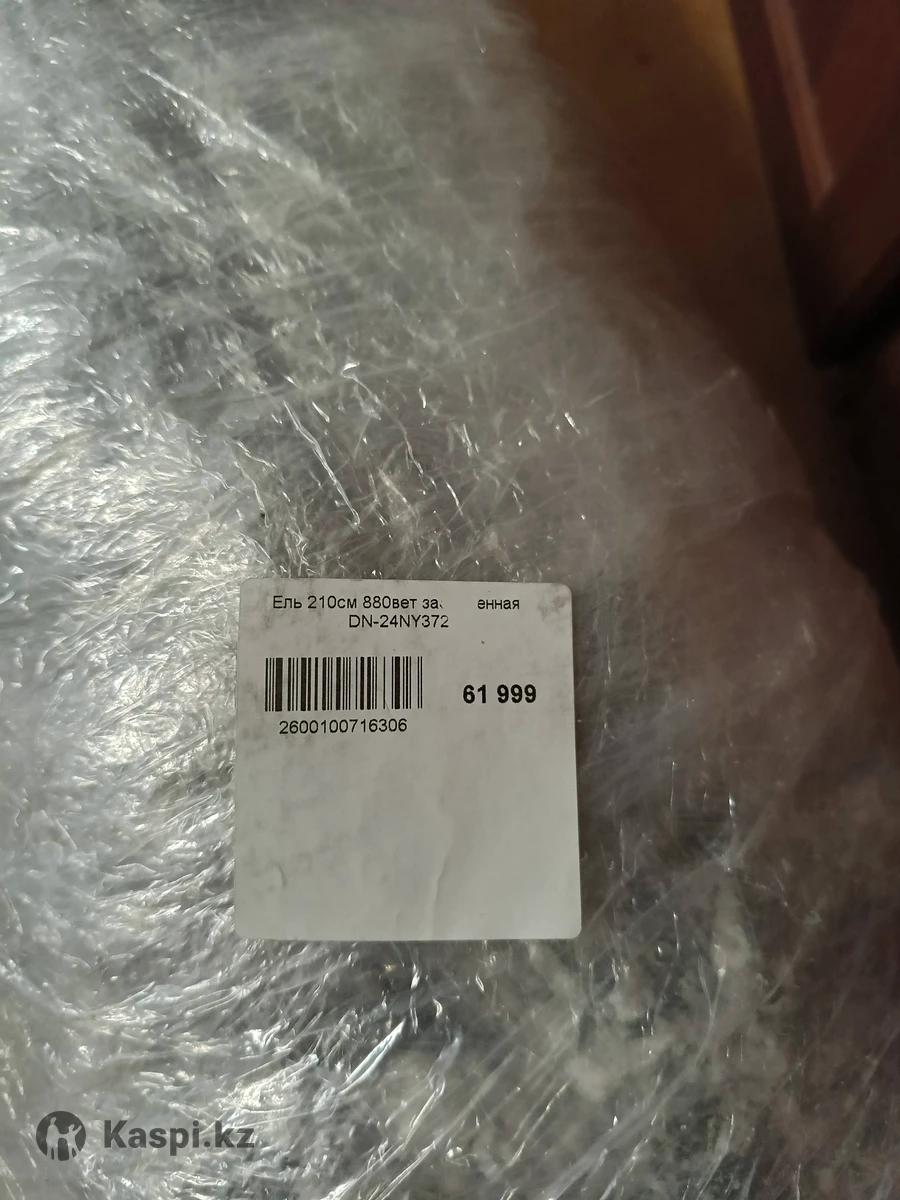 Ель 210см 880вет
DN-24NY372
61 999
2600100716306
Kaspi.kz